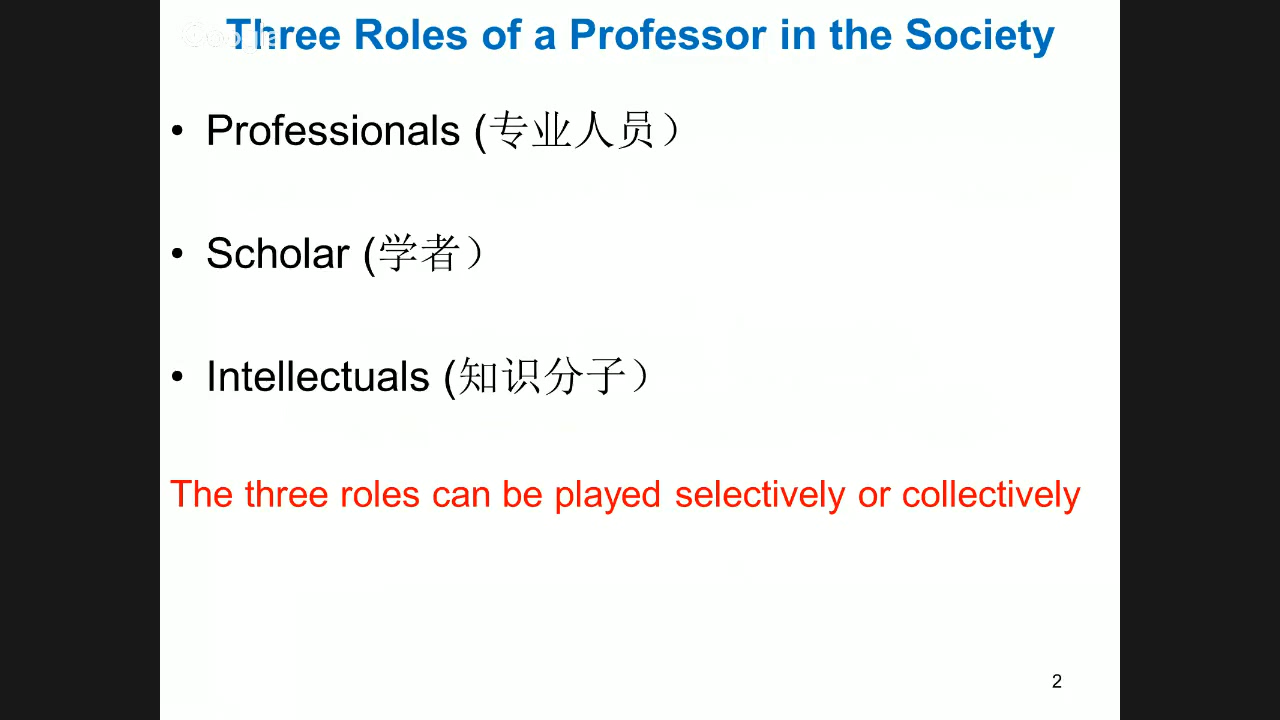 Three Roles of a Professor in the Society
• Professionals (专业人员）
• Scholar (学者）
• Intellectuals (知识分子）
The three roles can be played selectively or collectively
2